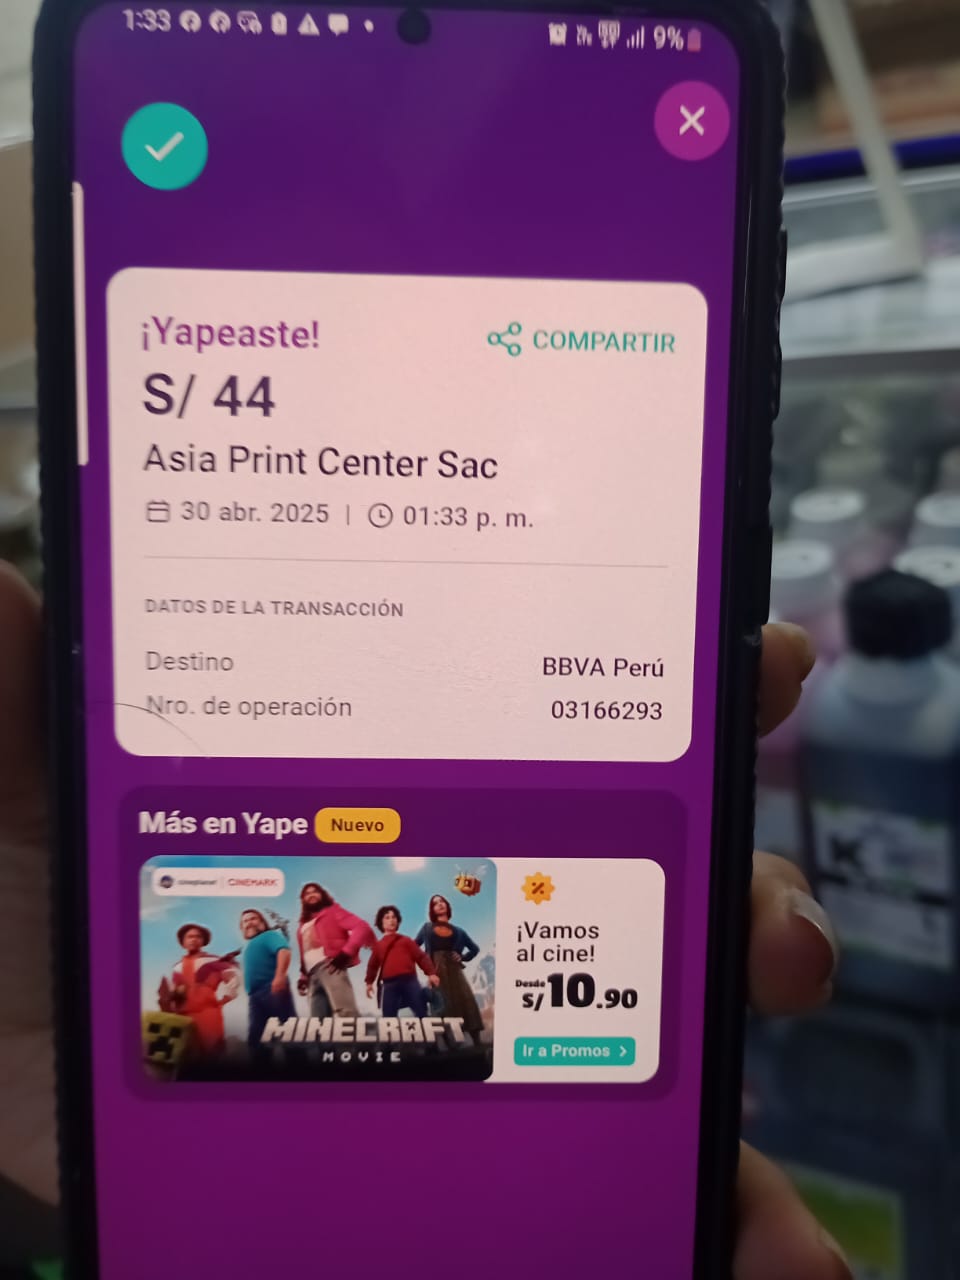 1:33
9%
¡Yapeaste!
COMPARTIR
S/ 44
Asia Print Center Sac
30 abr. 2025 | 01:33 p. m.
DATOS DE LA TRANSACCIÓN
Destino BBVA Perú
Nro. de operación 03166293
Más en Yape Nuevo
cineplanet | CINEMARK
MINECRAFT
MOVIE
¡Vamos
al cine!
Desde
S/10.90
Ir a Promos >
K